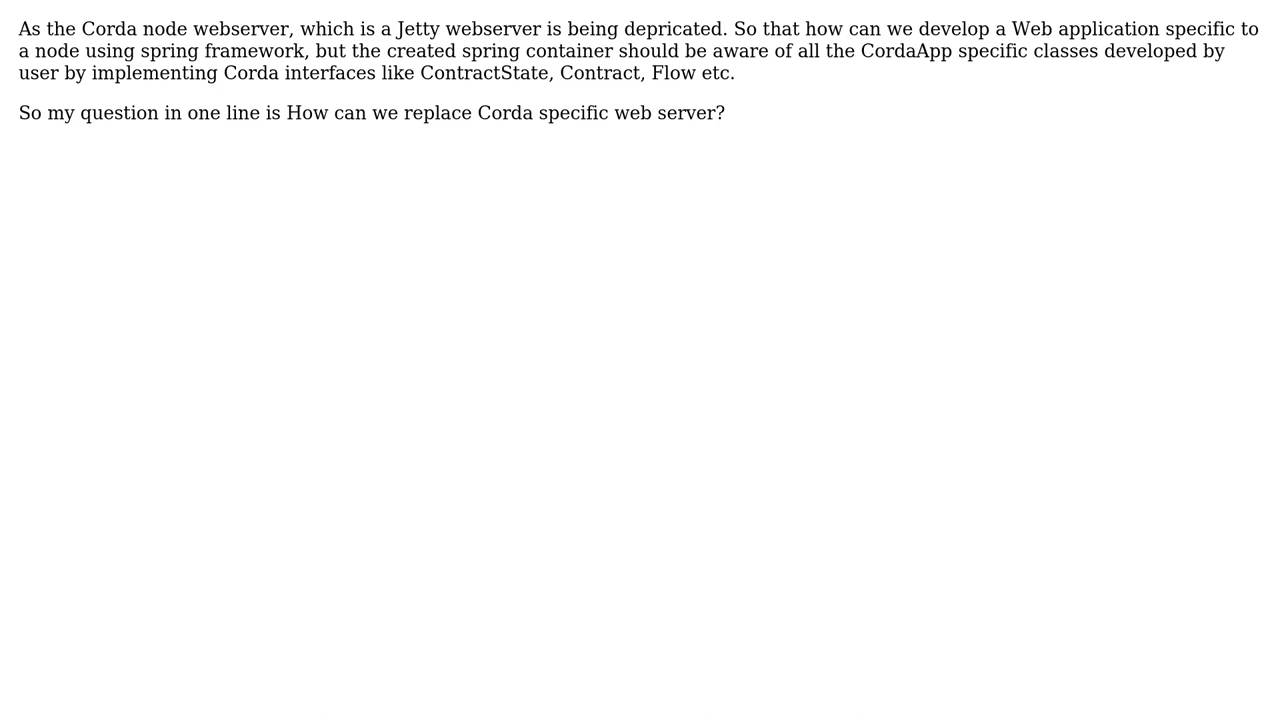 As the Corda node webserver, which is a Jetty webserver is being depricated. So that how can we develop a Web application specific to
a node using spring framework, but the created spring container should be aware of all the CordaApp specific classes developed by
user by implementing Corda interfaces like ContractState, Contract, Flow etc.
So my question in one line is How can we replace Corda specific web server?